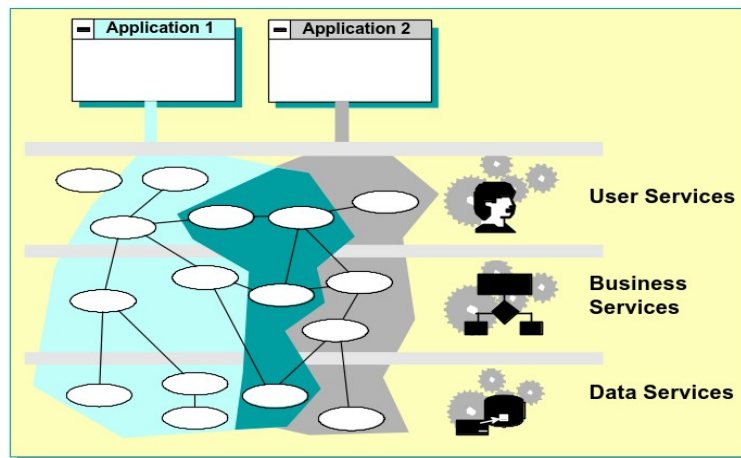 Application 1
Application 2
User Services
Business
Services
Data Services